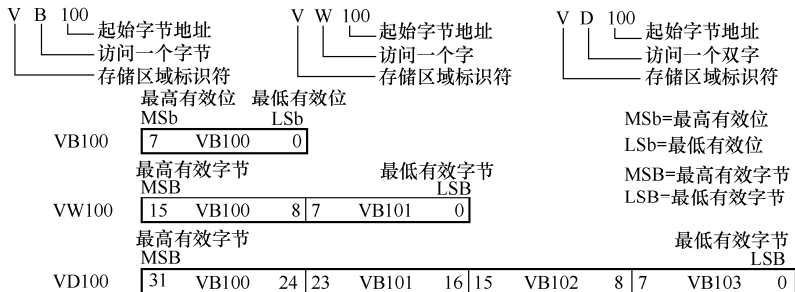 V B 100 V W 100 V D 100
起始字节地址 起始字节地址 起始字节地址
访问一个字节 访问一个字 访问一个双字
存储区域标识符 存储区域标识符 存储区域标识符
最高有效位 最低有效位
MSb LSb
VB100 7 VB100 0
MSb=最高有效位
LSb=最低有效位
MSB=最高有效字节
LSB=最低有效字节
最高有效字节 最低有效字节
MSB LSB
VW100 15 VB100 8 7 VB101 0
最高有效字节 最低有效字节
MSB LSB
VD100 31 VB100 24 23 VB101 16 15 VB102 8 7 VB103 0